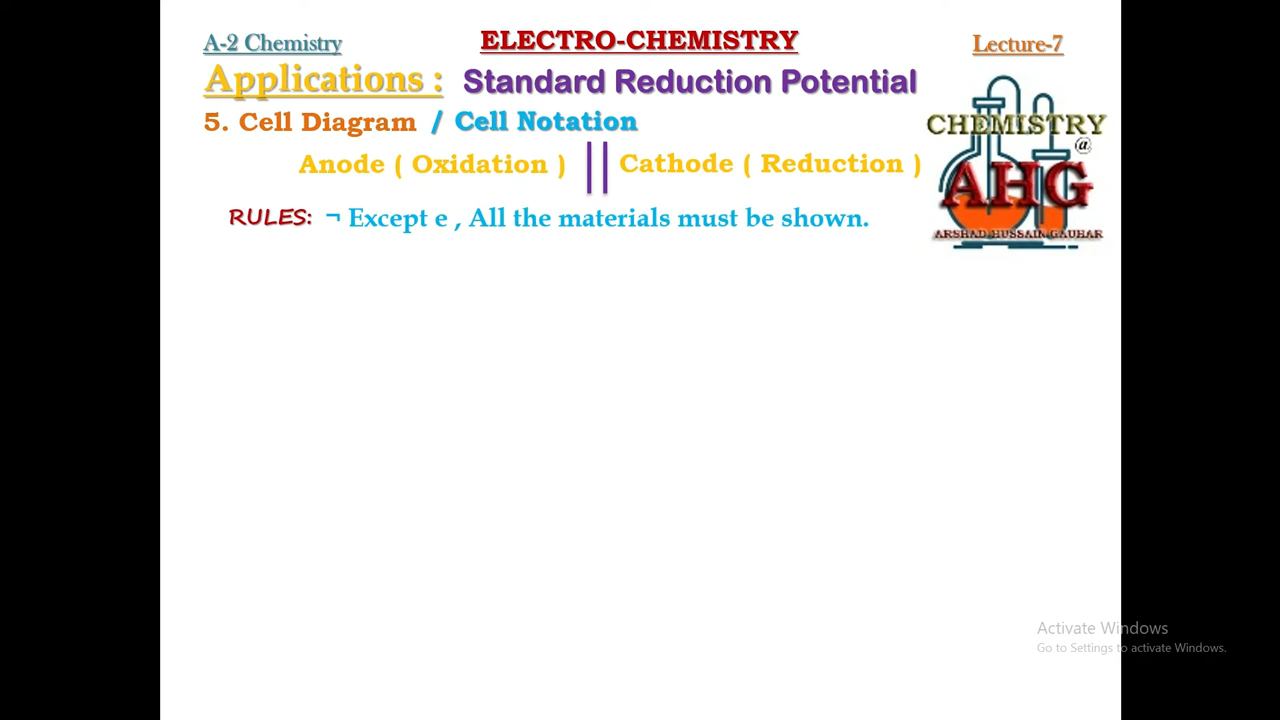 A-2 Chemistry ELECTRO-CHEMISTRY Lecture-7
Applications : Standard Reduction Potential
5. Cell Diagram / Cell Notation
CHEMISTRY
@
Anode ( Oxidation ) || Cathode ( Reduction )
AHG
RULES: ¬ Except e , All the materials must be shown.
ARSHAD HUSSAIN GAUHAR
Activate Windows
Go to Settings to activate Windows.